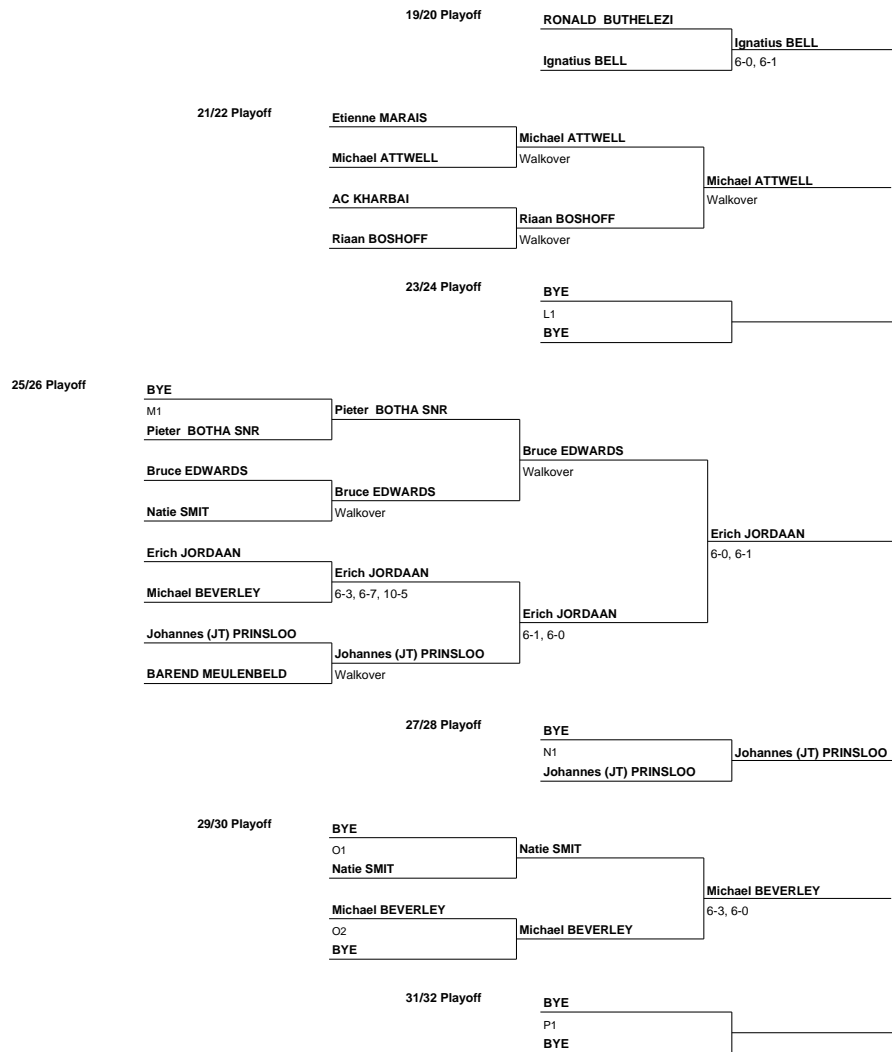 19/20 Playoff
RONALD  BUTHELEZI
Ignatius BELL
Ignatius BELL
6-0, 6-1
21/22 Playoff
Etienne MARAIS
Michael ATTWELL
Michael ATTWELL
Walkover
Michael ATTWELL
Walkover
AC KHARBAI
Riaan BOSHOFF
Riaan BOSHOFF
Walkover
23/24 Playoff
BYE
L1
BYE
25/26 Playoff
BYE
M1
Pieter  BOTHA SNR
Pieter  BOTHA SNR
Bruce EDWARDS
Walkover
Bruce EDWARDS
Bruce EDWARDS
Natie SMIT
Walkover
Erich JORDAAN
6-0, 6-1
Erich JORDAAN
Erich JORDAAN
Michael BEVERLEY
6-3, 6-7, 10-5
Erich JORDAAN
6-1, 6-0
Johannes (JT) PRINSLOO
Johannes (JT) PRINSLOO
BAREND MEULENBELD
Walkover
27/28 Playoff
BYE
N1
Johannes (JT) PRINSLOO
Johannes (JT) PRINSLOO
29/30 Playoff
BYE
O1
Natie SMIT
Natie SMIT
Michael BEVERLEY
6-3, 6-0
Michael BEVERLEY
O2
Michael BEVERLEY
BYE
31/32 Playoff
BYE
P1
BYE